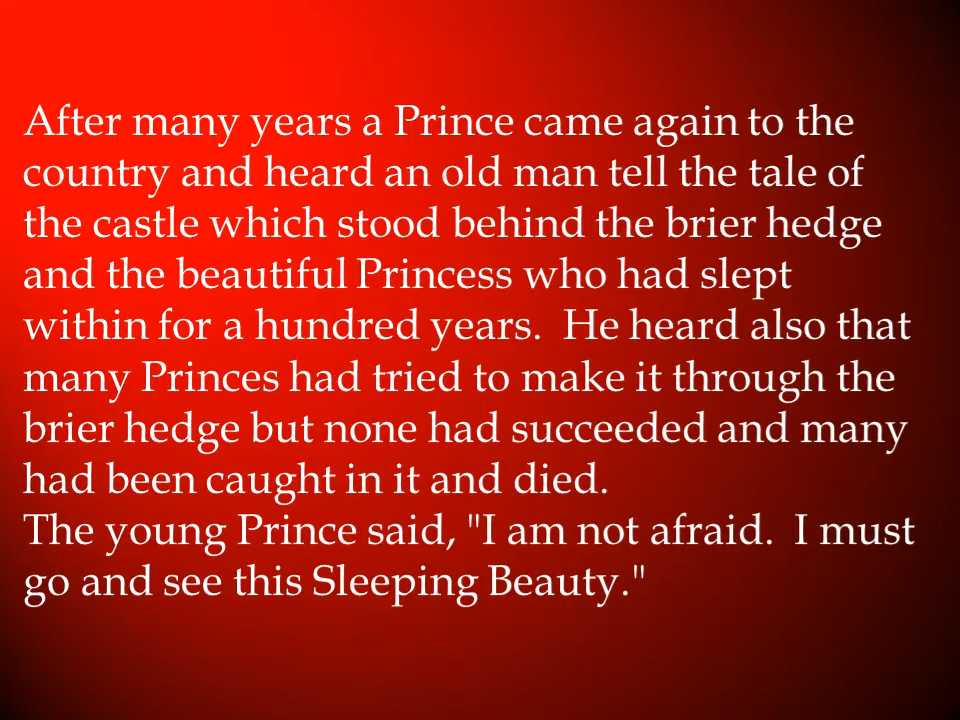 After many years a Prince came again to the
country and heard an old man tell the tale of
the castle which stood behind the brier hedge
and the beautiful Princess who had slept
within for a hundred years.  He heard also that
many Princes had tried to make it through the
brier hedge but none had succeeded and many
had been caught in it and died.
The young Prince said, "I am not afraid.  I must
go and see this Sleeping Beauty."